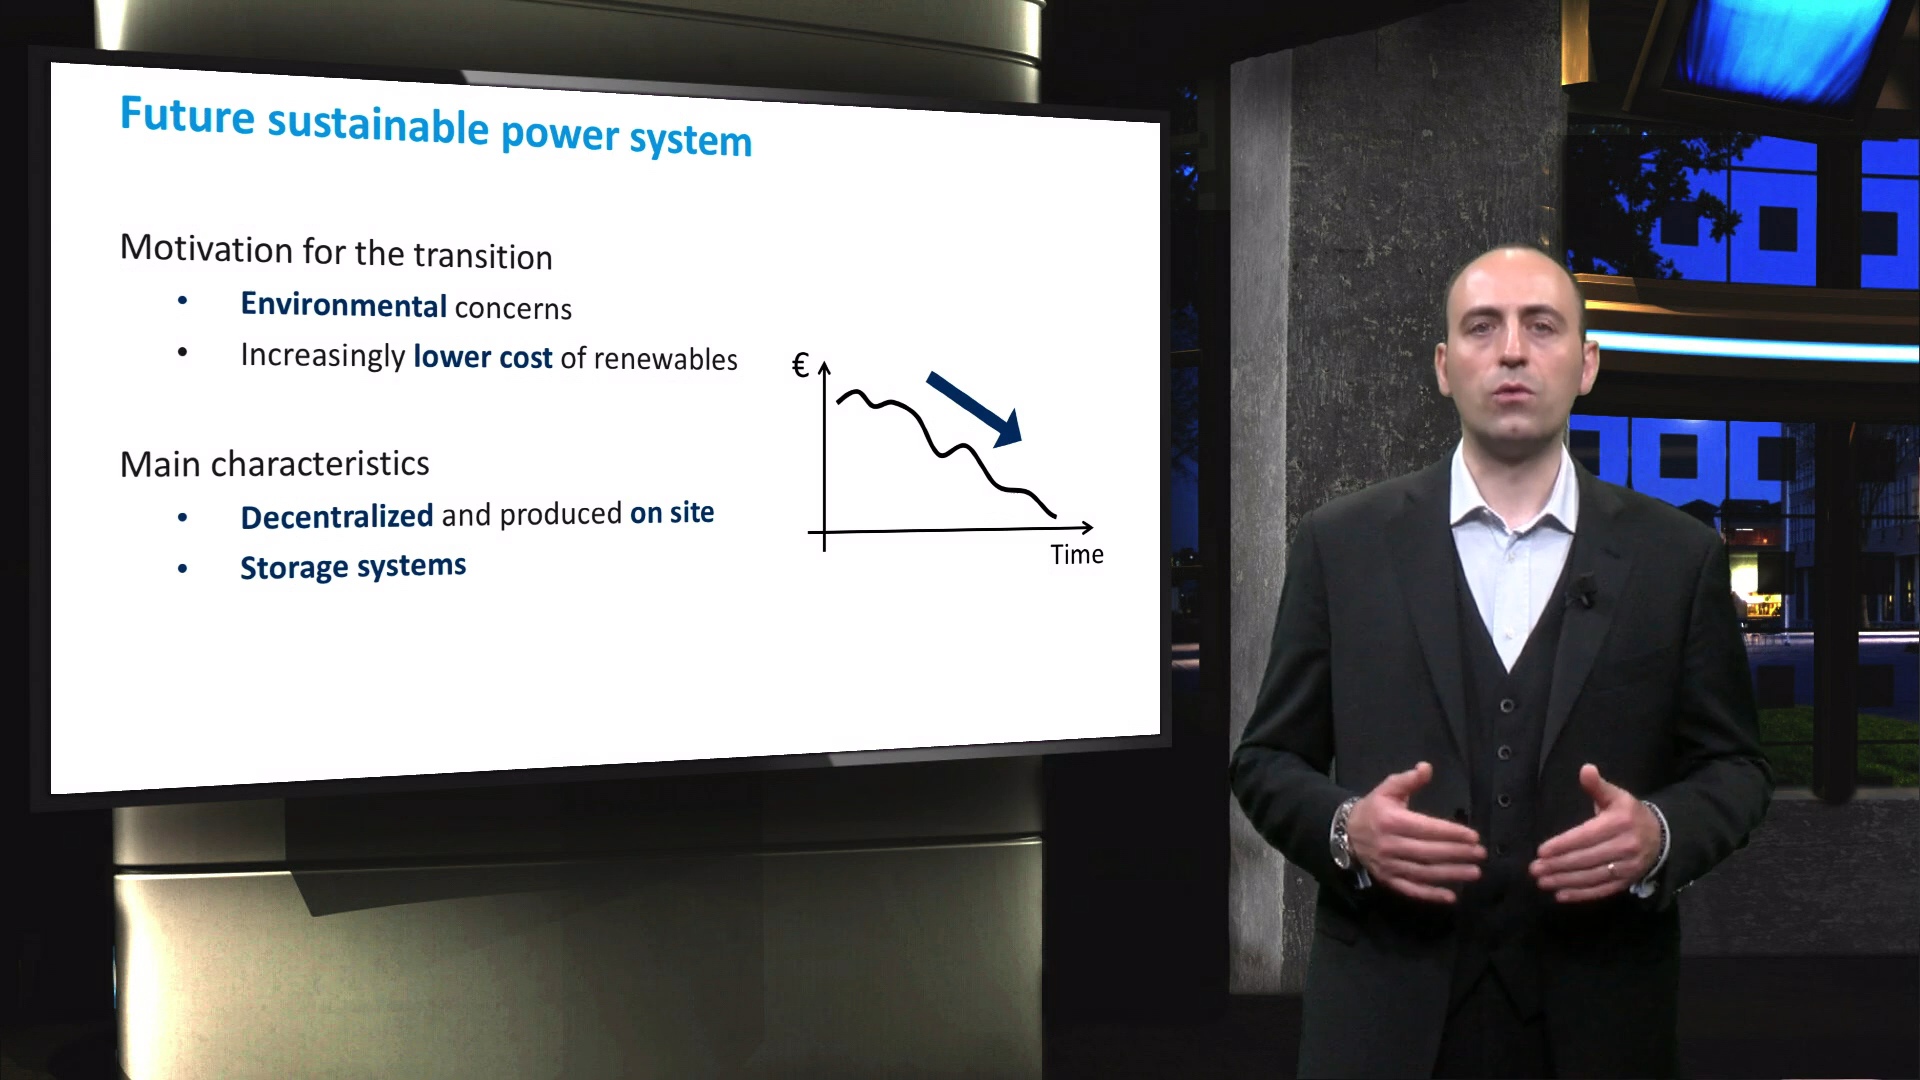 Future sustainable power system
Motivation for the transition
• Environmental concerns
• Increasingly lower cost of renewables
Main characteristics
• Decentralized and produced on site
• Storage systems
€
Time